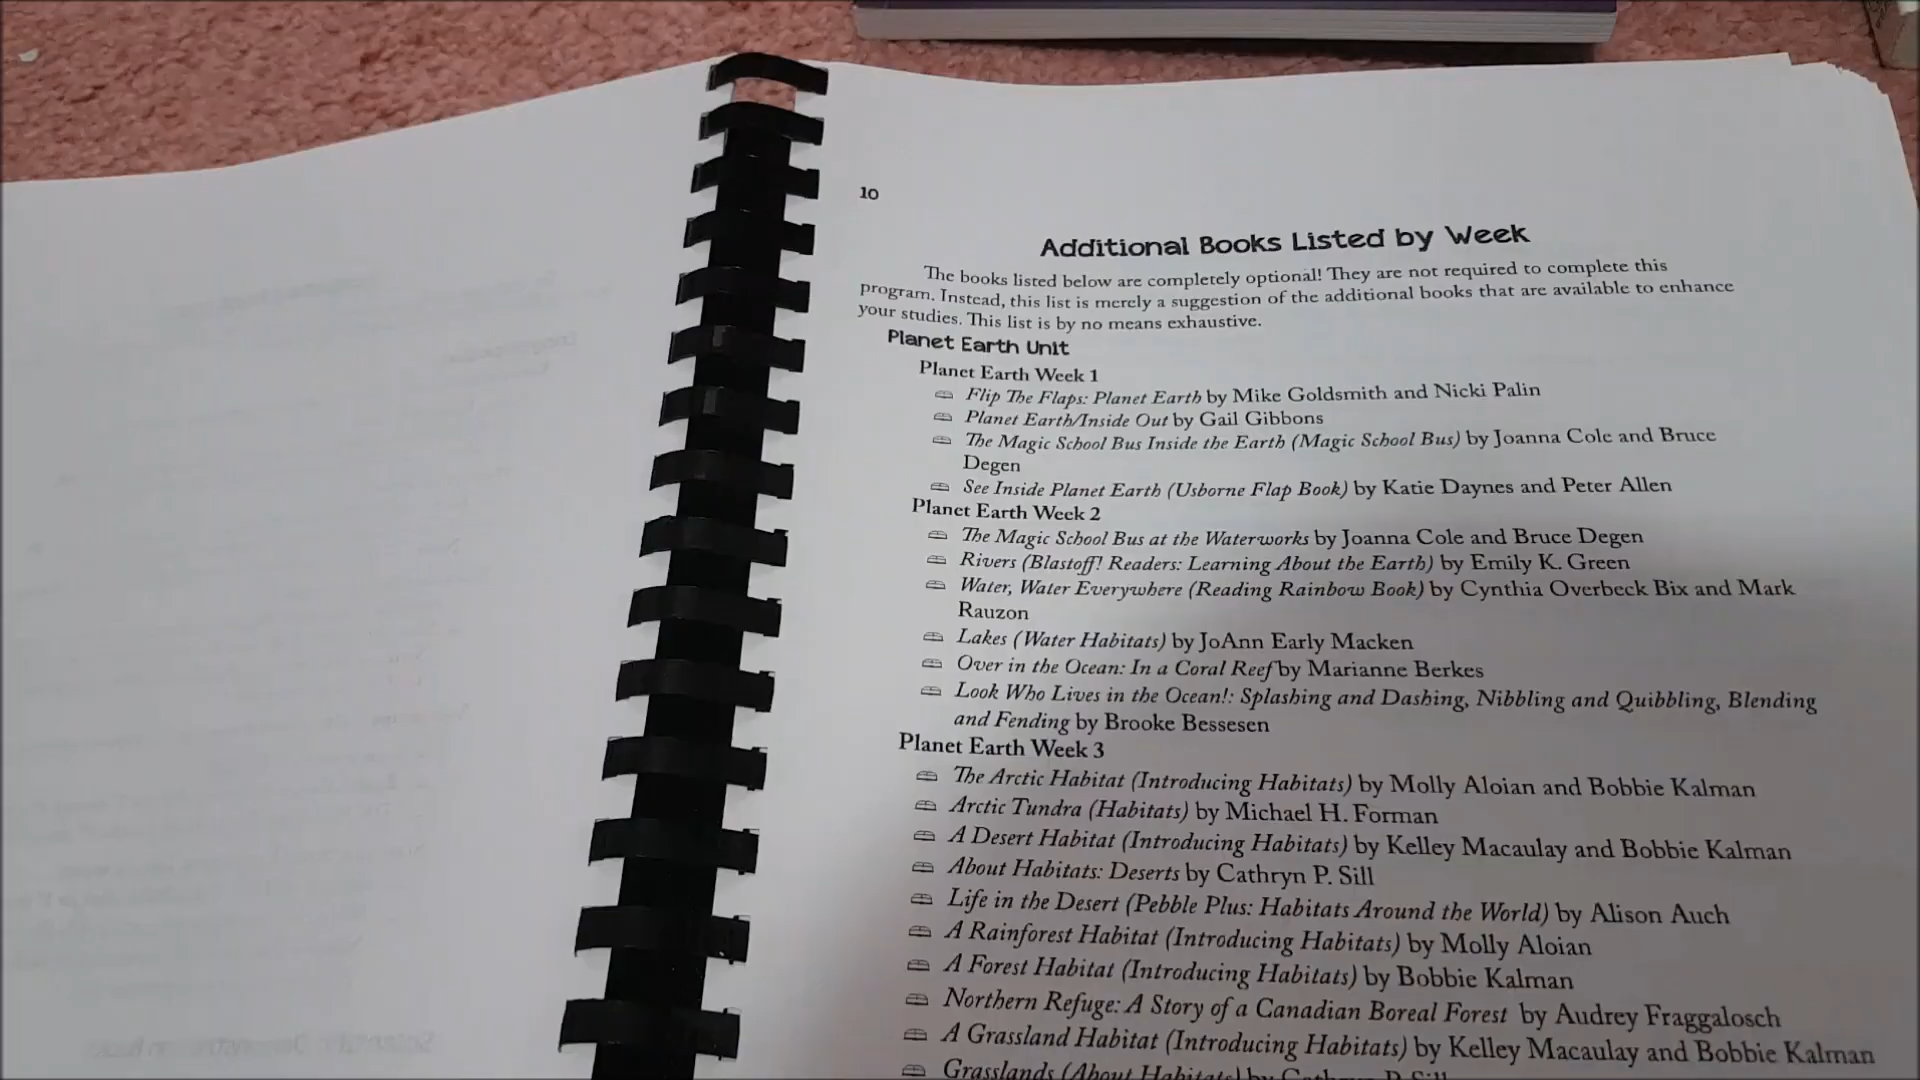 10
Additional Books Listed by Week
The books listed below are completely optional! They are not required to complete this
program. Instead, this list is merely a suggestion of the additional books that are available to enhance
your studies. This list is by no means exhaustive.
Planet Earth Unit
Planet Earth Week 1
Flip The Flaps: Planet Earth by Mike Goldsmith and Nicki Palin
Planet Earth/Inside Out by Gail Gibbons
The Magic School Bus Inside the Earth (Magic School Bus) by Joanna Cole and Bruce
Degen
See Inside Planet Earth (Usborne Flap Book) by Katie Daynes and Peter Allen
Planet Earth Week 2
The Magic School Bus at the Waterworks by Joanna Cole and Bruce Degen
Rivers (Blastoff! Readers: Learning About the Earth) by Emily K. Green
Water, Water Everywhere (Reading Rainbow Book) by Cynthia Overbeck Bix and Mark
Rauzon
Lakes (Water Habitats) by JoAnn Early Macken
Over in the Ocean: In a Coral Reef by Marianne Berkes
Look Who Lives in the Ocean!: Splashing and Dashing, Nibbling and Quibbling, Blending
and Fending by Brooke Bessesen
Planet Earth Week 3
The Arctic Habitat (Introducing Habitats) by Molly Aloian and Bobbie Kalman
Arctic Tundra (Habitats) by Michael H. Forman
A Desert Habitat (Introducing Habitats) by Kelley Macaulay and Bobbie Kalman
About Habitats: Deserts by Cathryn P. Sill
Life in the Desert (Pebble Plus: Habitats Around the World) by Alison Auch
A Rainforest Habitat (Introducing Habitats) by Molly Aloian
A Forest Habitat (Introducing Habitats) by Bobbie Kalman
Northern Refuge: A Story of a Canadian Boreal Forest by Audrey Fraggalosch
A Grassland Habitat (Introducing Habitats) by Kelley Macaulay and Bobbie Kalman
Grasslands (About Habitats) by Cathryn P. Sill